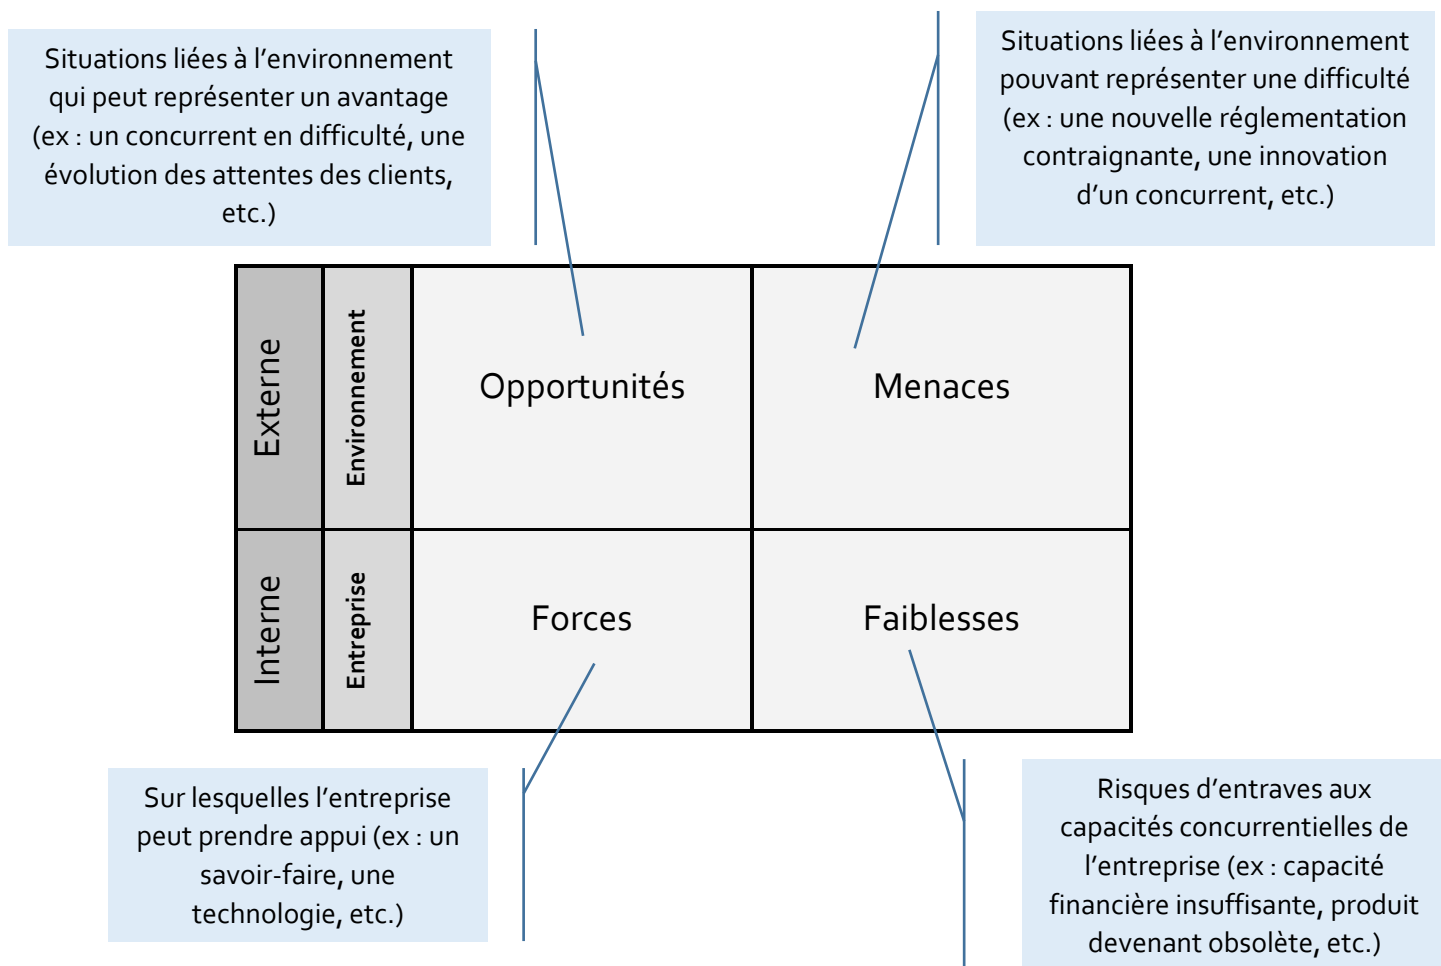 Situations liées à l’environnement
qui peut représenter un avantage
(ex : un concurrent en difficulté, une
évolution des attentes des clients,
etc.)
Situations liées à l’environnement
pouvant représenter une difficulté
(ex : une nouvelle réglementation
contraignante, une innovation
d’un concurrent, etc.)
Externe
Environnement
Opportunités
Menaces
Interne
Entreprise
Forces
Faiblesses
Sur lesquelles l’entreprise
peut prendre appui (ex : un
savoir-faire, une
technologie, etc.)
Risques d’entraves aux
capacités concurrentielles de
l’entreprise (ex : capacité
financière insuffisante, produit
devenant obsolète, etc.)